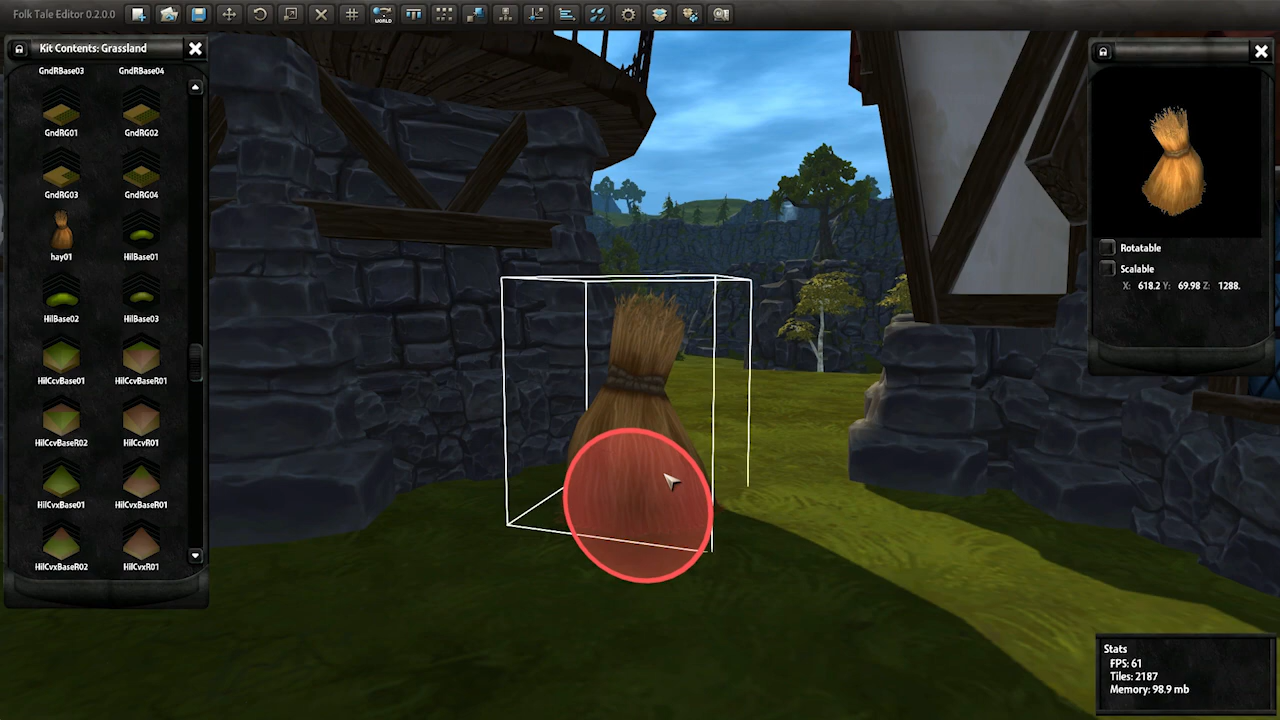 Folk Tale Editor 0.2.0.0
WORLD
Kit Contents: Grassland
GndRBase03 GndRBase04
GndRG01 GndRG02
GndRG03 GndRG04
hay01 HilBase01
HilBase02 HilBase03
HilCcvBase01 HilCcvBaseR01
HilCcvBaseR02 HilCcvR01
HilCvxBase01 HilCvxBaseR01
HilCvxBaseR02 HilCvxR01
Rotatable
Scalable
X: 618.2 Y: 69.98 Z: 1288.
Stats
FPS: 61
Tiles: 2187
Memory: 98.9 mb